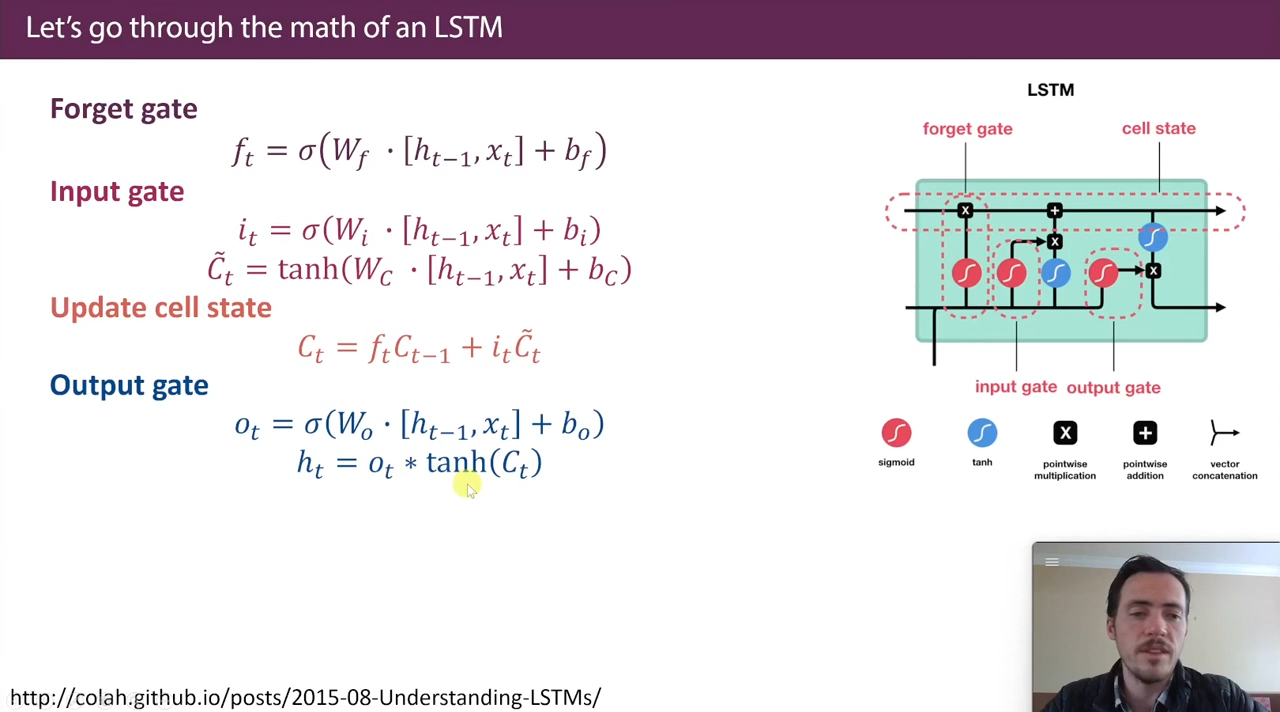 Let's go through the math of an LSTM
Forget gate
f_t = σ(W_f · [h_{t−1}, x_t] + b_f)
Input gate
i_t = σ(W_i · [h_{t−1}, x_t] + b_i)
C̃_t = tanh(W_C · [h_{t−1}, x_t] + b_C)
Update cell state
C_t = f_t C_{t−1} + i_t C̃_t
Output gate
o_t = σ(W_o · [h_{t−1}, x_t] + b_o)
h_t = o_t * tanh(C_t)
http://colah.github.io/posts/2015-08-Understanding-LSTMs/
LSTM
forget gate
cell state
input gate
output gate
sigmoid
tanh
X
pointwise
multiplication
+
pointwise
addition
vector
concatenation